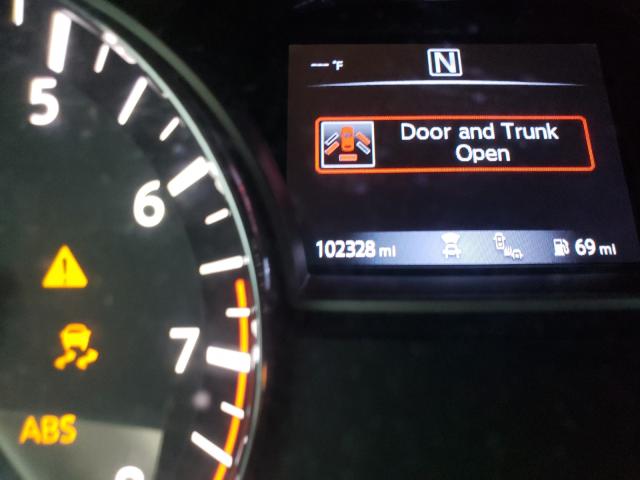 --- °F
N
Door and Trunk
Open
102328 mi
69 mi
5
6
7
ABS